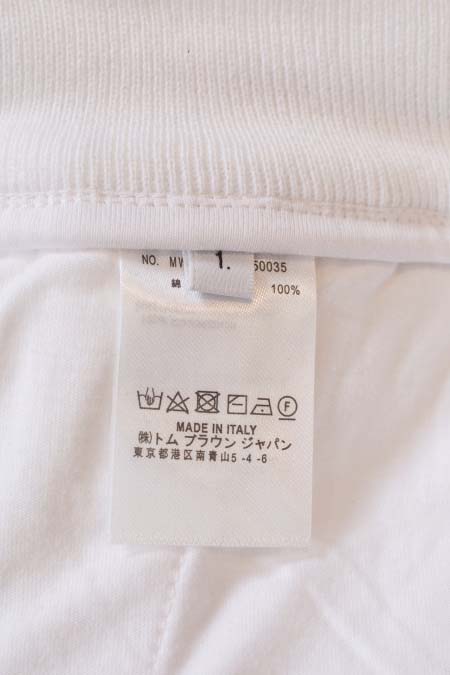 NO. MW
1.
50035
綿
100%
F
MADE IN ITALY
㈱トム ブラウン ジャパン
東京都港区南青山5 -4 -6